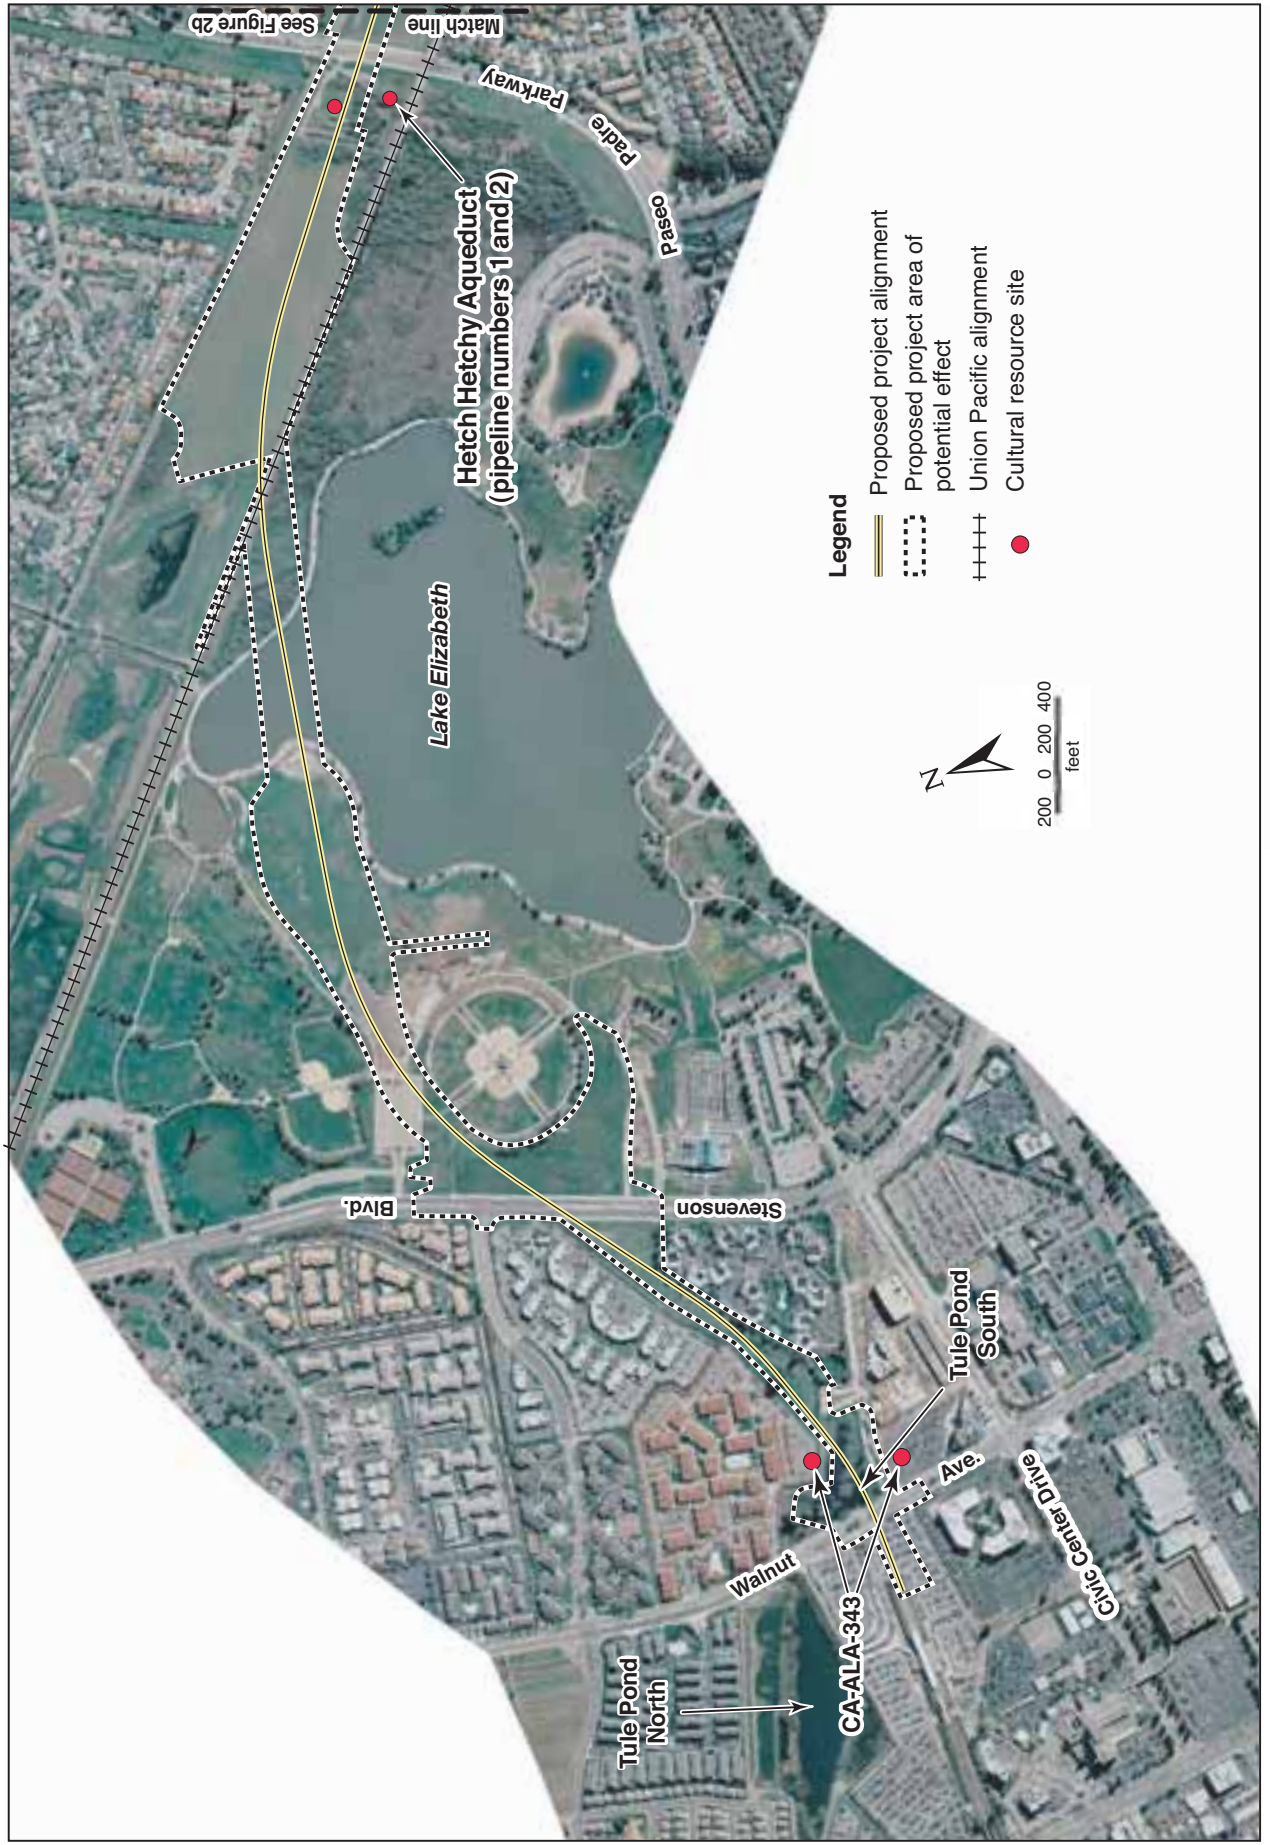 See Figure 2b
Match line
Parkway
Padre
Paseo
Hetch Hetchy Aqueduct
(pipeline numbers 1 and 2)
Lake Elizabeth
Blvd.
Stevenson
Tule Pond
South
Walnut
Ave.
Civic Center Drive
CA-ALA-343
Tule Pond
North
Legend
Proposed project alignment
Proposed project area of
potential effect
Union Pacific alignment
Cultural resource site
N
200 0 200 400
feet